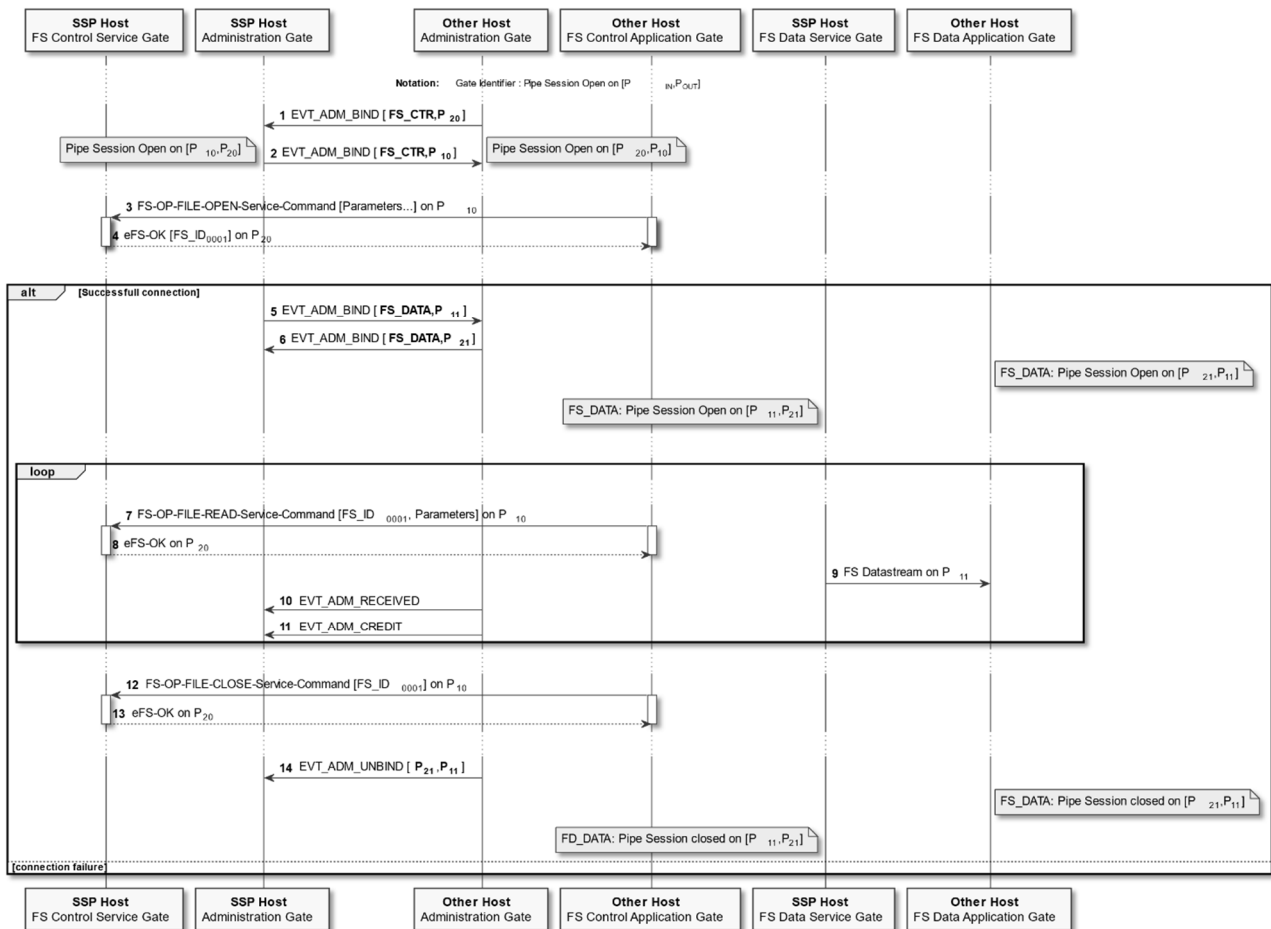 SSP Host
FS Control Service Gate
SSP Host
Administration Gate
Other Host
Administration Gate
Other Host
FS Control Application Gate
SSP Host
FS Data Service Gate
Other Host
FS Data Application Gate
Notation: Gate Identifier : Pipe Session Open on [P IN,POUT]
1 EVT_ADM_BIND [ FS_CTR,P 20]
Pipe Session Open on [P 10,P20]
2 EVT_ADM_BIND [ FS_CTR,P 10]
Pipe Session Open on [P 20,P10]
3 FS-OP-FILE-OPEN-Service-Command [Parameters...] on P 10
4 eFS-OK [FS_ID0001] on P20
alt [Successfull connection]
5 EVT_ADM_BIND [ FS_DATA,P 11]
6 EVT_ADM_BIND [ FS_DATA,P 21]
FS_DATA: Pipe Session Open on [P 21,P11]
FS_DATA: Pipe Session Open on [P 11,P21]
loop
7 FS-OP-FILE-READ-Service-Command [FS_ID 0001, Parameters] on P 10
8 eFS-OK on P 20
9 FS Datastream on P 11
10 EVT_ADM_RECEIVED
11 EVT_ADM_CREDIT
12 FS-OP-FILE-CLOSE-Service-Command [FS_ID 0001] on P10
13 eFS-OK on P20
14 EVT_ADM_UNBIND [ P21,P11]
FS_DATA: Pipe Session closed on [P 21,P11]
FD_DATA: Pipe Session closed on [P 11,P21]
[connection failure]
SSP Host
FS Control Service Gate
SSP Host
Administration Gate
Other Host
Administration Gate
Other Host
FS Control Application Gate
SSP Host
FS Data Service Gate
Other Host
FS Data Application Gate